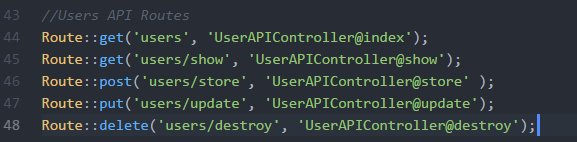 43 //Users API Routes
44 Route::get('users', 'UserAPIController@index');
45 Route::get('users/show', 'UserAPIController@show');
46 Route::post('users/store', 'UserAPIController@store' );
47 Route::put('users/update', 'UserAPIController@update');
48 Route::delete('users/destroy', 'UserAPIController@destroy');